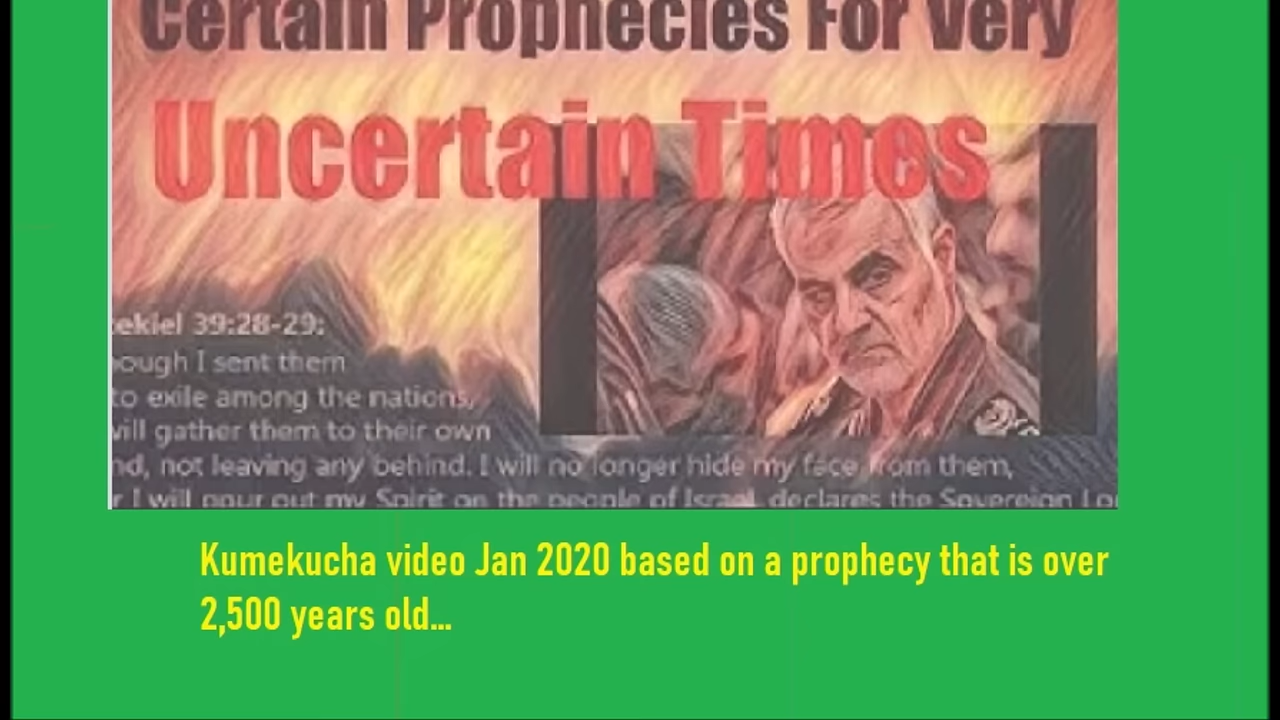 Certain Prophecies For Very
Uncertain Times
zekiel 39:28-29:
hough I sent them
to exile among the nations,
will gather them to their own
nd, not leaving any behind. I will no longer hide my face from them,
r I will pour out my Spirit on the people of Israel, declares the Sovereign Lo
Kumekucha video Jan 2020 based on a prophecy that is over
2,500 years old...